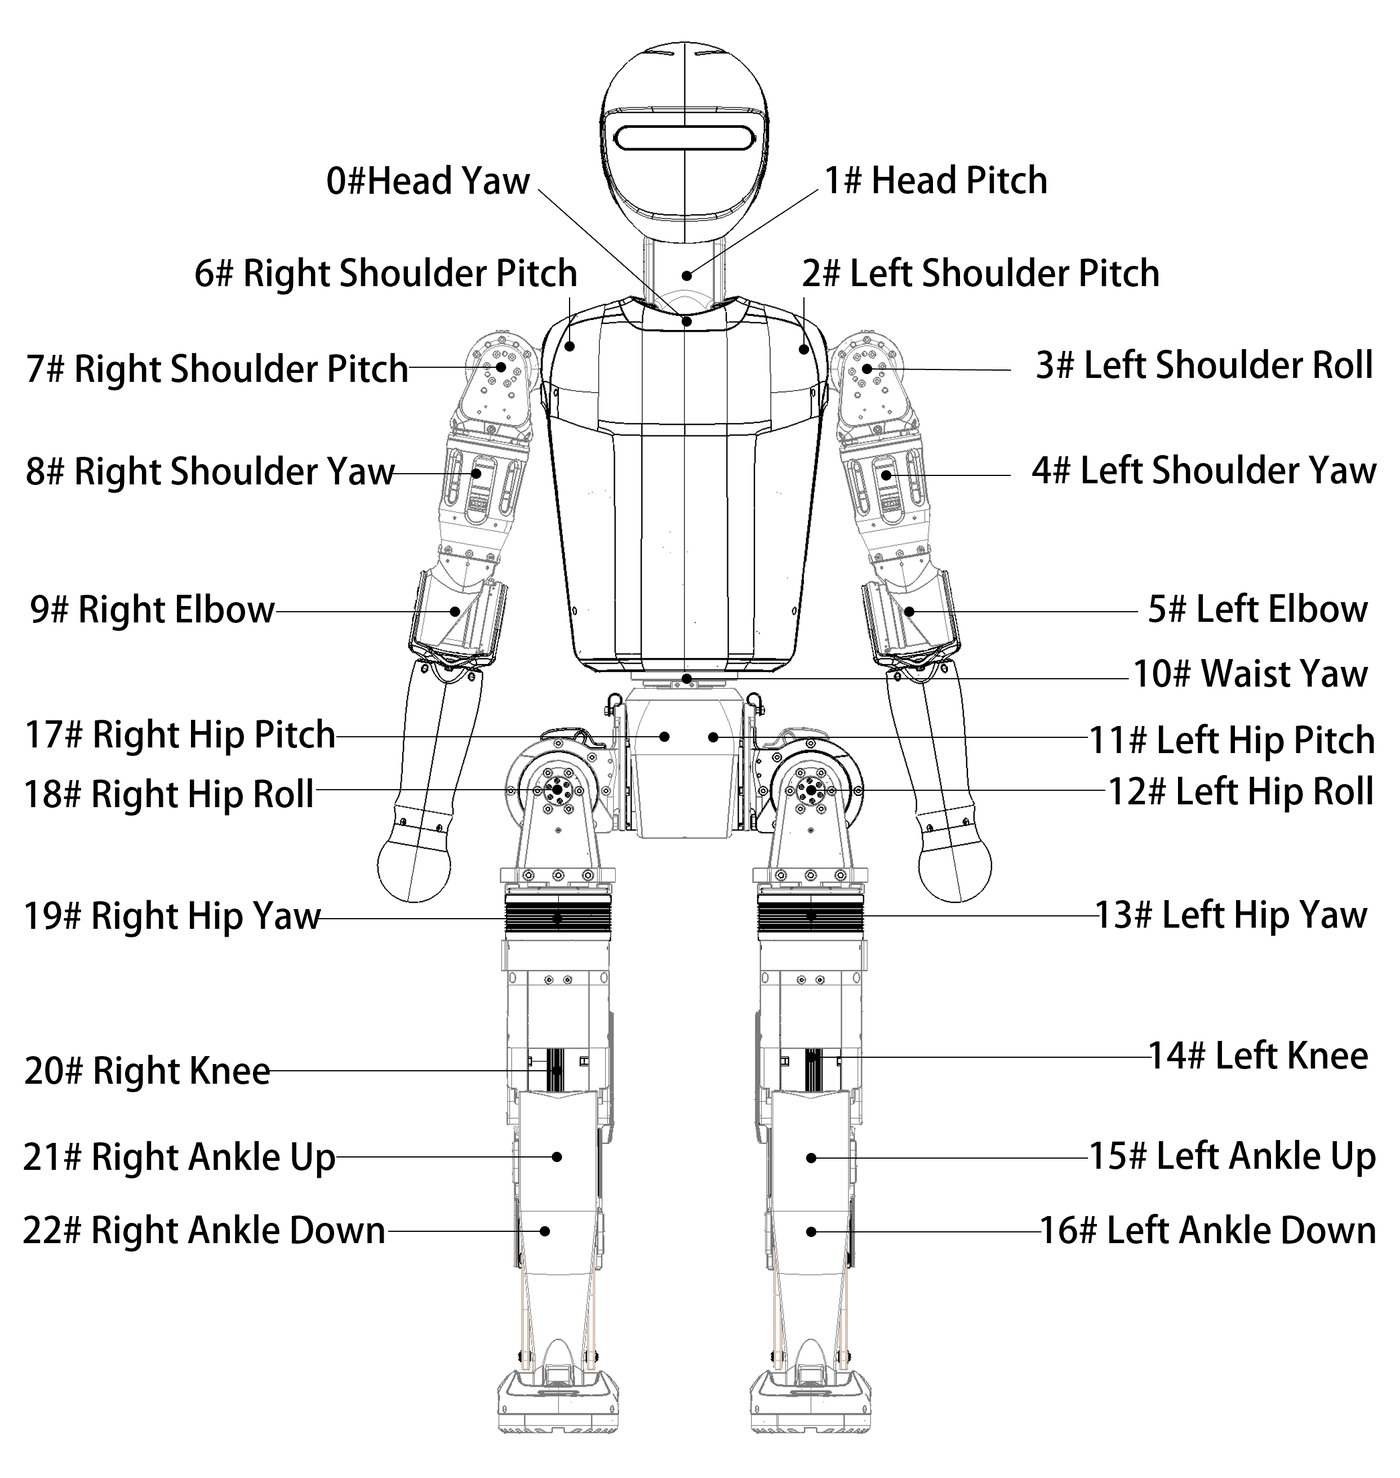 0#Head Yaw
1# Head Pitch
6# Right Shoulder Pitch
2# Left Shoulder Pitch
7# Right Shoulder Pitch
3# Left Shoulder Roll
8# Right Shoulder Yaw
4# Left Shoulder Yaw
9# Right Elbow
5# Left Elbow
10# Waist Yaw
17# Right Hip Pitch
11# Left Hip Pitch
18# Right Hip Roll
12# Left Hip Roll
19# Right Hip Yaw
13# Left Hip Yaw
20# Right Knee
14# Left Knee
21# Right Ankle Up
15# Left Ankle Up
22# Right Ankle Down
16# Left Ankle Down